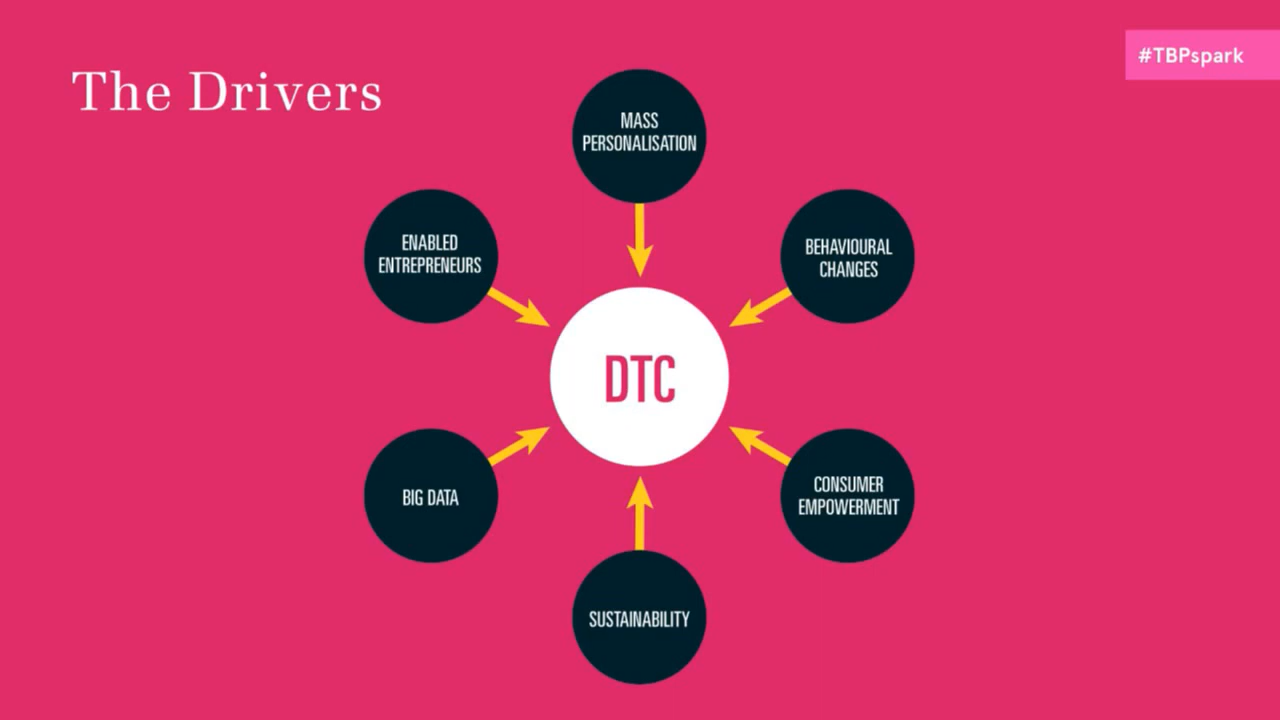 The Drivers
#TBPspark
MASS
PERSONALISATION
ENABLED
ENTREPRENEURS
BEHAVIOURAL
CHANGES
DTC
BIG DATA
CONSUMER
EMPOWERMENT
SUSTAINABILITY